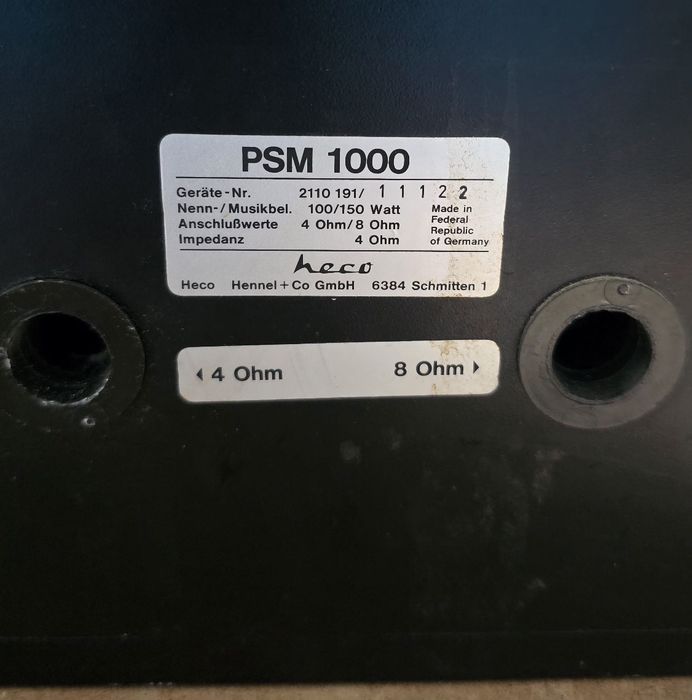 PSM 1000
Geräte-Nr. 2110 191/ 1 1 1 2 2
Nenn-/Musikbel. 100/150 Watt
Anschlußwerte 4 Ohm/8 Ohm
Impedanz 4 Ohm
Made in
Federal
Republic
of Germany
heco
Heco Hennel + Co GmbH 6384 Schmitten 1
4 Ohm 8 Ohm